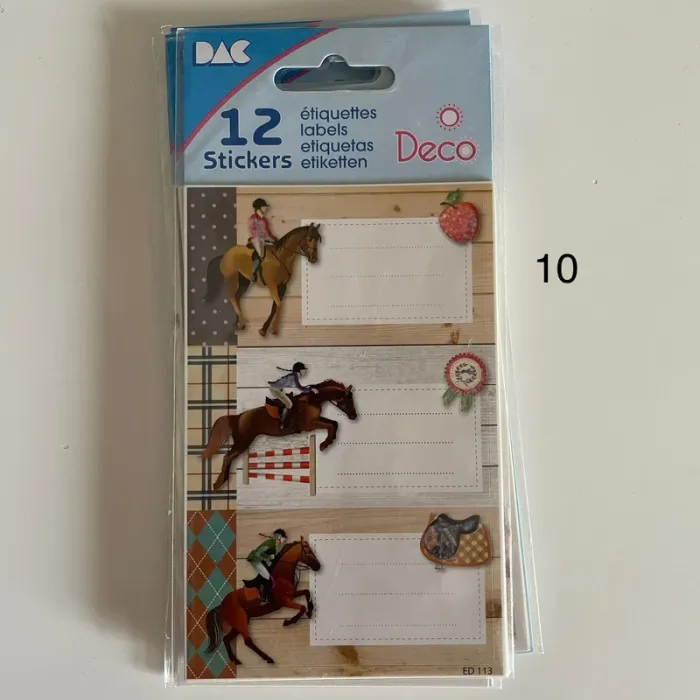 DAC
12
Stickers
étiquettes
labels
etiquetas
etiketten
Deco
10
ED 113